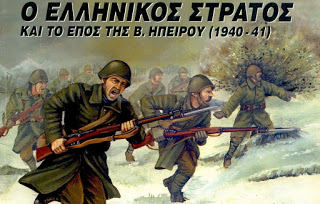 Ο ΕΛΛΗΝΙΚΟΣ ΣΤΡΑΤΟΣ
ΚΑΙ ΤΟ ΕΠΟΣ ΤΗΣ Β. ΗΠΕΙΡΟΥ (1940-41)